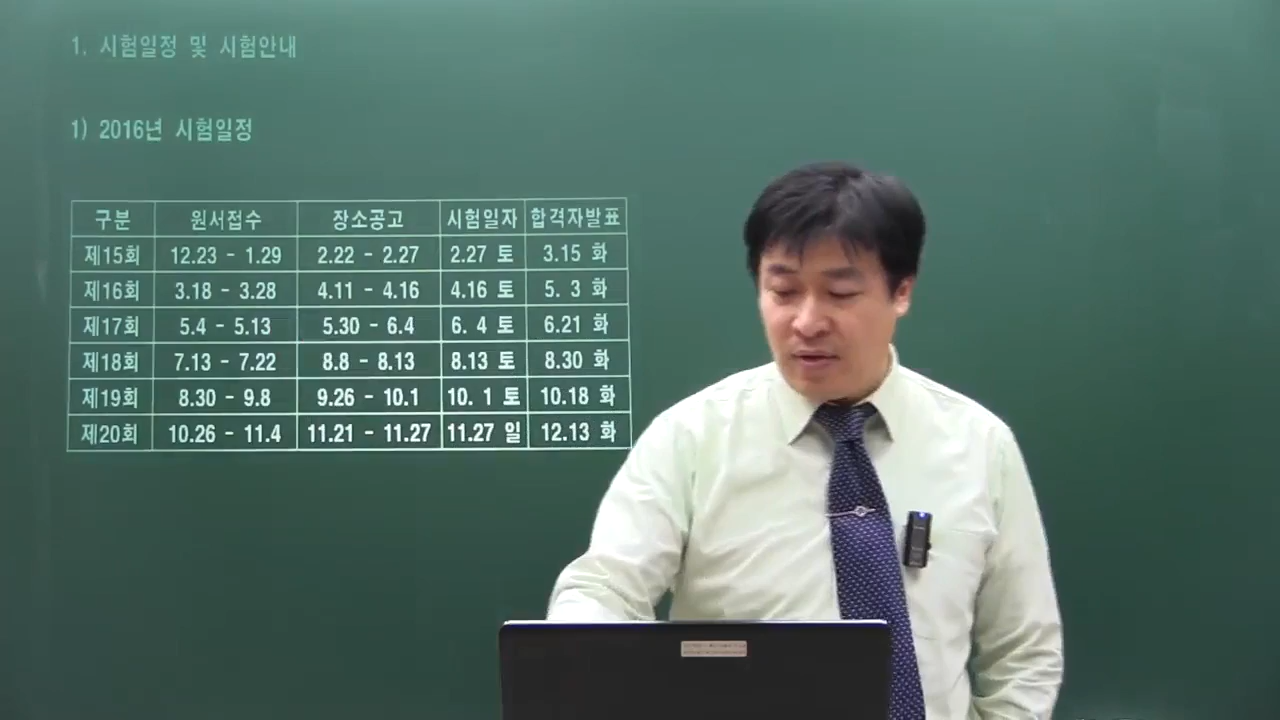 1. 시험일정 및 시험안내
1) 2016년 시험일정
구분 원서접수 장소공고 시험일자 합격자발표
제15회 12.23 - 1.29 2.22 - 2.27 2.27 토 3.15 화
제16회 3.18 - 3.28 4.11 - 4.16 4.16 토 5. 3 화
제17회 5.4 - 5.13 5.30 - 6.4 6. 4 토 6.21 화
제18회 7.13 - 7.22 8.8 - 8.13 8.13 토 8.30 화
제19회 8.30 - 9.8 9.26 - 10.1 10. 1 토 10.18 화
제20회 10.26 - 11.4 11.21 - 11.27 11.27 일 12.13 화